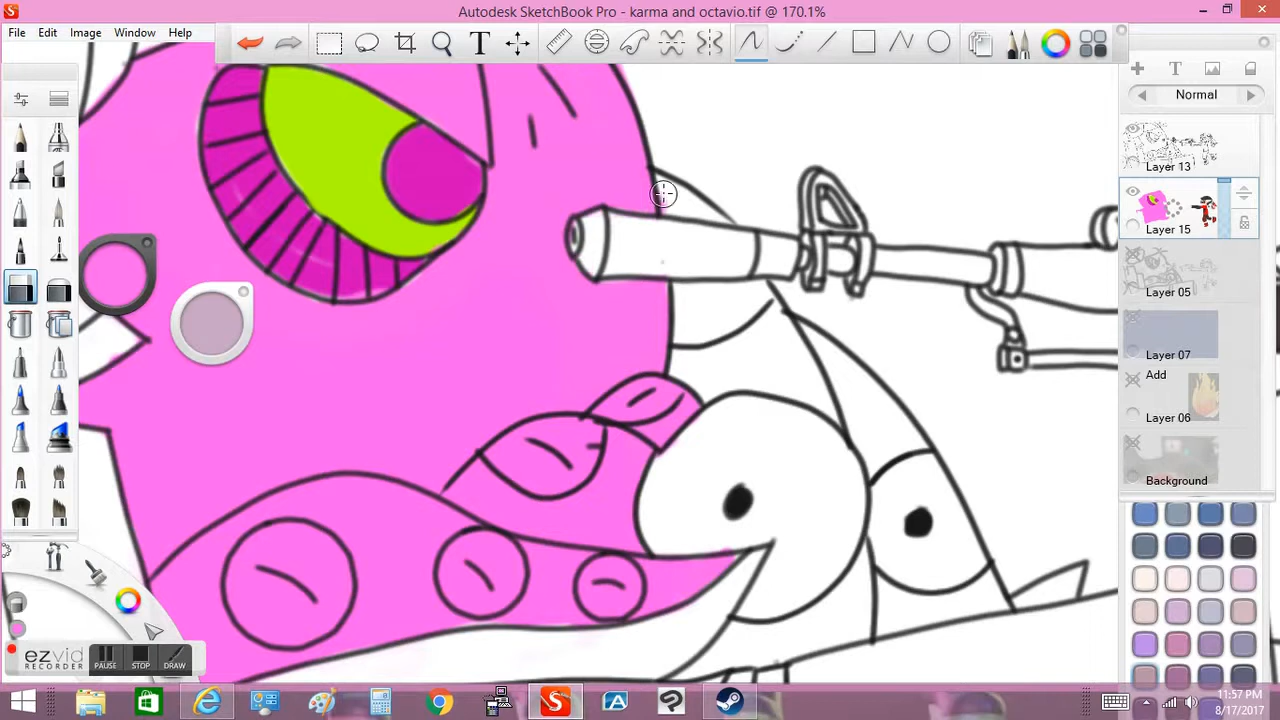 Autodesk SketchBook Pro - karma and octavio.tif @ 170.1%
File Edit Image Window Help
T
T
Normal
Layer 13
Layer 15
Layer 05
Layer 07
Add
Layer 06
Background
ezvid
RECORDER
PAUSE STOP DRAW
11:57 PM
8/17/2017